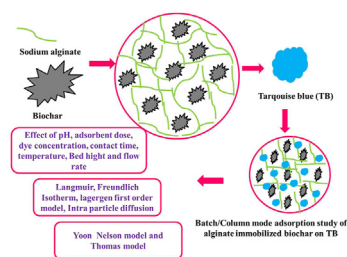 Sodium alginate
Biochar
Tarqouise blue (TB)
Effect of pH, adsorbent dose,
dye concentration, contact time,
temperature, Bed hight and flow
rate
Langmuir, Freundlich
Isotherm, lagergen first order
model, Intra particle diffusion
Yoon Nelson model and
Thomas model
Batch/Column mode adsorption study of
alginate immobilized biochar on TB